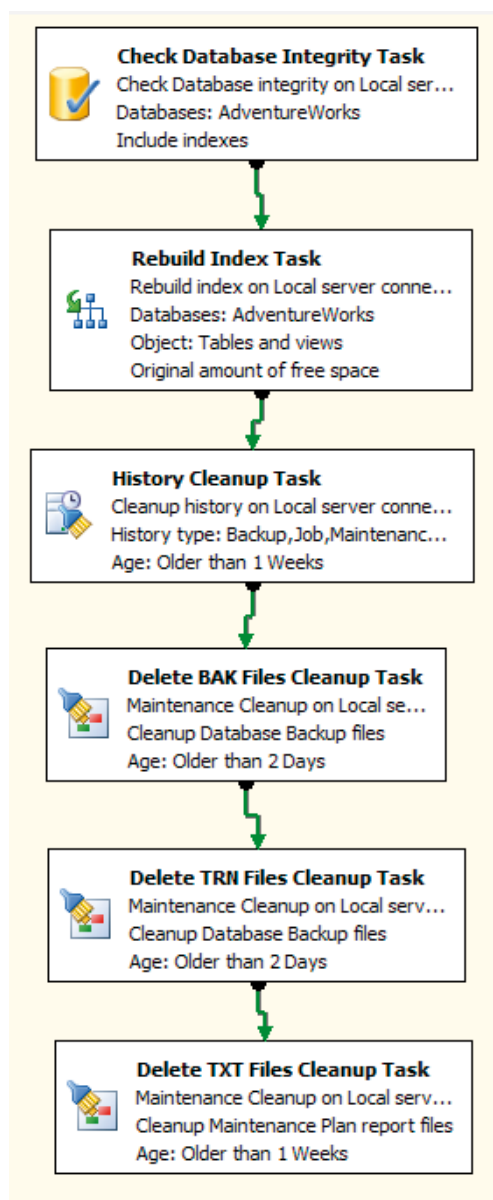 Check Database Integrity Task
Check Database integrity on Local ser...
Databases: AdventureWorks
Include indexes
Rebuild Index Task
Rebuild index on Local server conne...
Databases: AdventureWorks
Object: Tables and views
Original amount of free space
History Cleanup Task
Cleanup history on Local server conne...
History type: Backup,Job,Maintenanc...
Age: Older than 1 Weeks
Delete BAK Files Cleanup Task
Maintenance Cleanup on Local se...
Cleanup Database Backup files
Age: Older than 2 Days
Delete TRN Files Cleanup Task
Maintenance Cleanup on Local serv...
Cleanup Database Backup files
Age: Older than 2 Days
Delete TXT Files Cleanup Task
Maintenance Cleanup on Local serv...
Cleanup Maintenance Plan report files
Age: Older than 1 Weeks